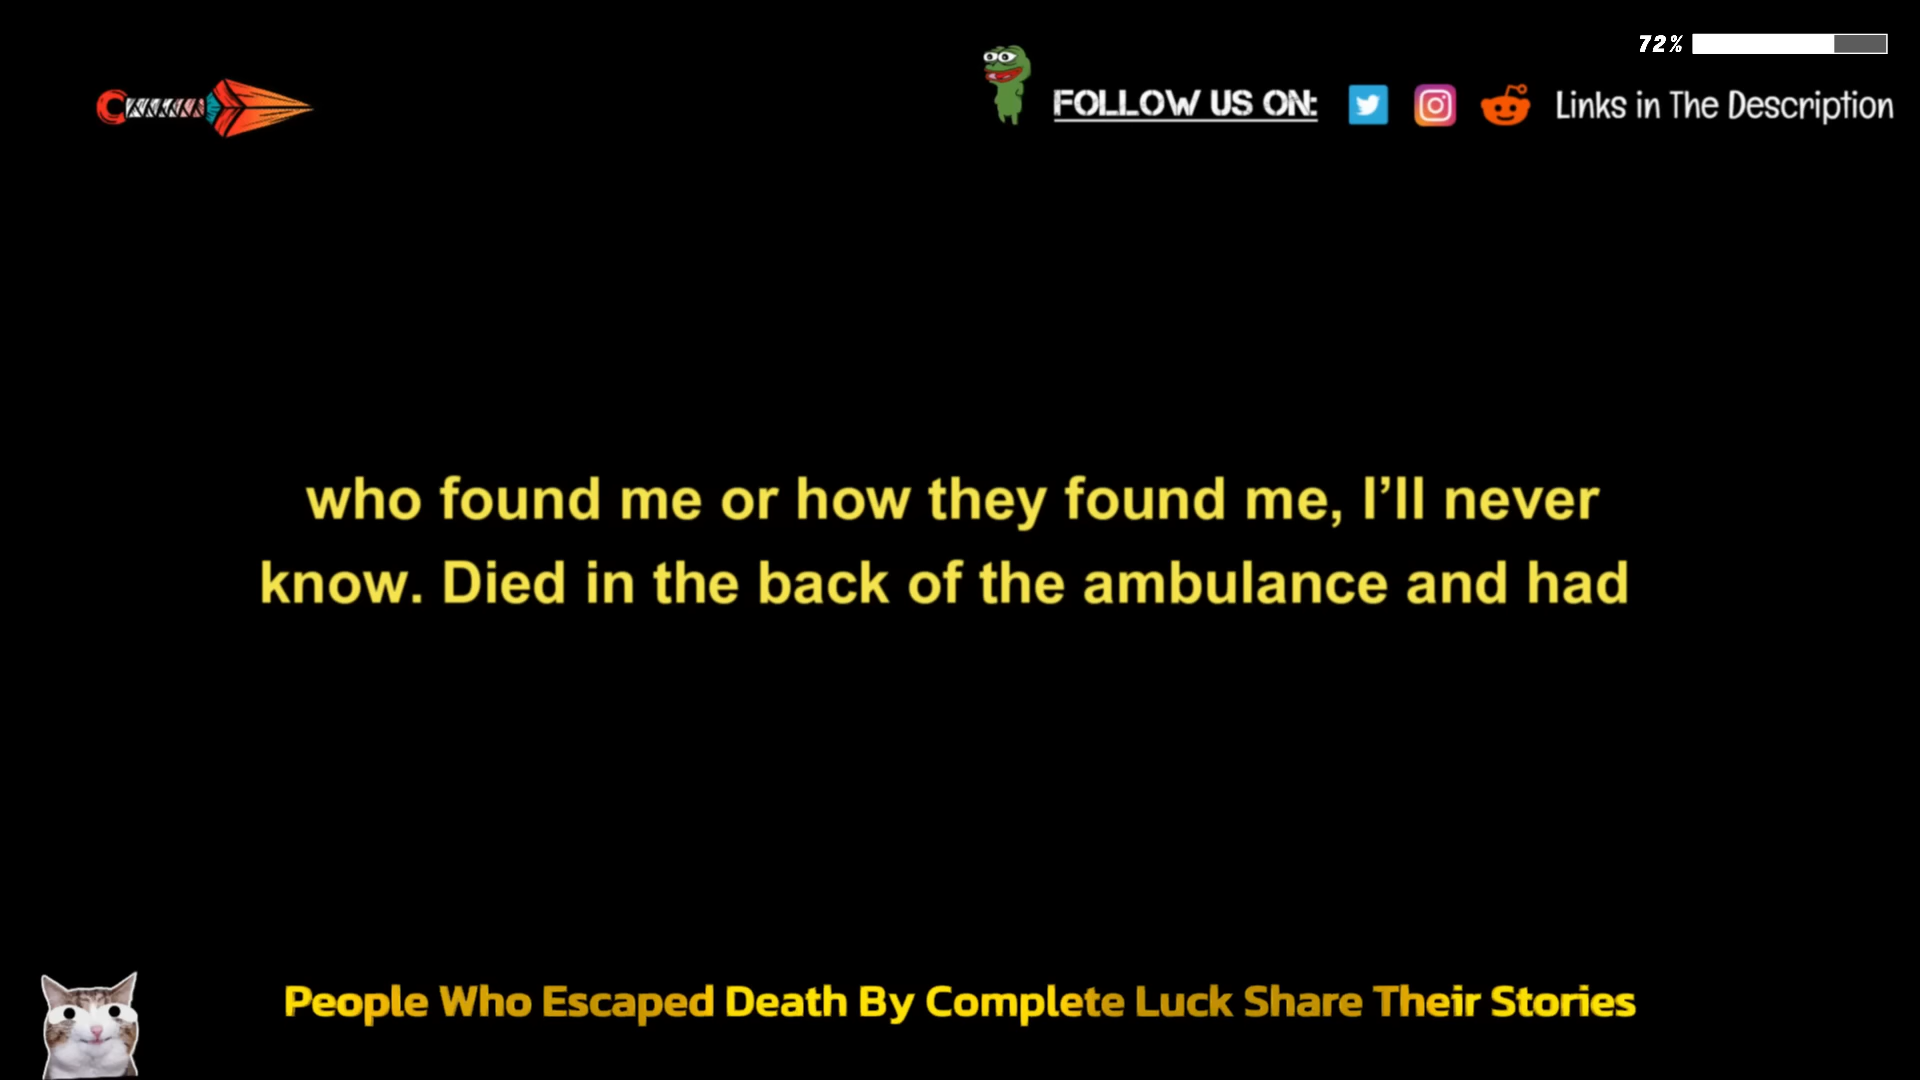 72%
FOLLOW US ON: Links in The Description
who found me or how they found me, I’ll never
know. Died in the back of the ambulance and had
People Who Escaped Death By Complete Luck Share Their Stories